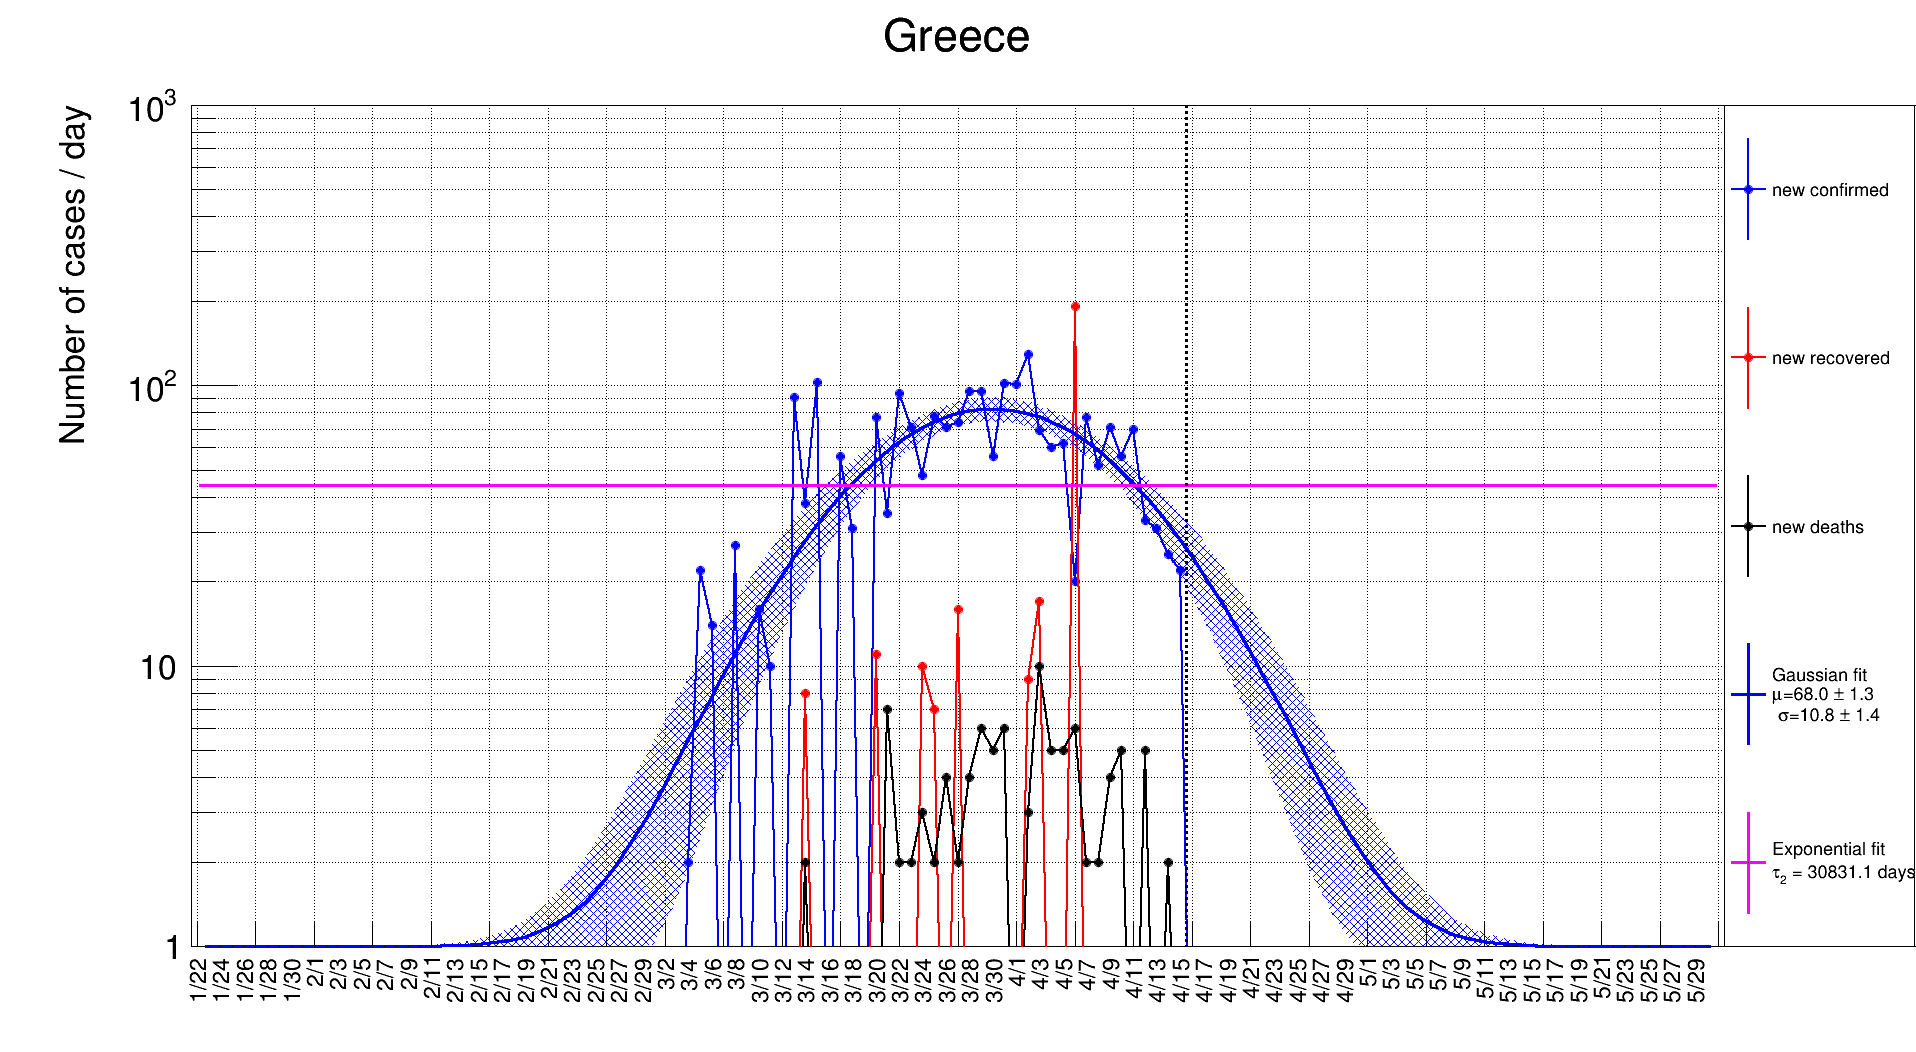 Greece
Number of cases / day
10³
10²
10
1
1/22 1/24 1/26 1/28 1/30 2/1 2/3 2/5 2/7 2/9 2/11 2/13 2/15 2/17 2/19 2/21 2/23 2/25 2/27 2/29 3/2 3/4 3/6 3/8 3/10 3/12 3/14 3/16 3/18 3/20 3/22 3/24 3/26 3/28 3/30 4/1 4/3 4/5 4/7 4/9 4/11 4/13 4/15 4/17 4/19 4/21 4/23 4/25 4/27 4/29 5/1 5/3 5/5 5/7 5/9 5/11 5/13 5/15 5/17 5/19 5/21 5/23 5/25 5/27 5/29
new confirmed
new recovered
new deaths
Gaussian fit
μ=68.0 ± 1.3
σ=10.8 ± 1.4
Exponential fit
τ₂ = 30831.1 days